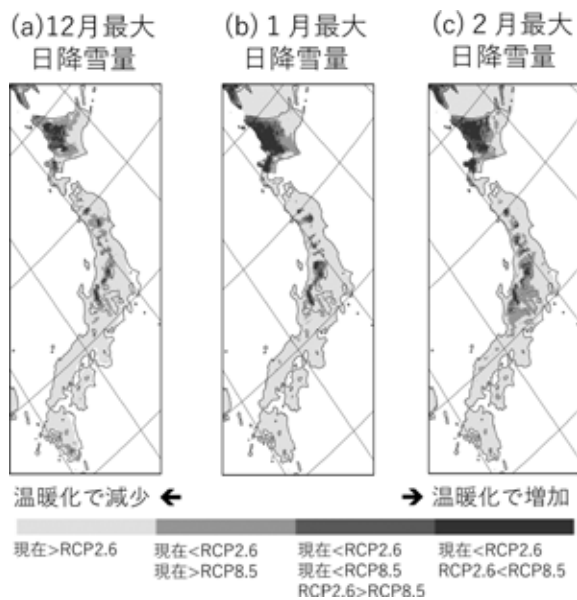 (a)12月最大
日降雪量
(b)1月最大
日降雪量
(c)2月最大
日降雪量
温暖化で減少 ←
→ 温暖化で増加
現在>RCP2.6
現在<RCP2.6
現在>RCP8.5
現在<RCP2.6
現在<RCP8.5
RCP2.6>RCP8.5
現在<RCP2.6
RCP2.6<RCP8.5